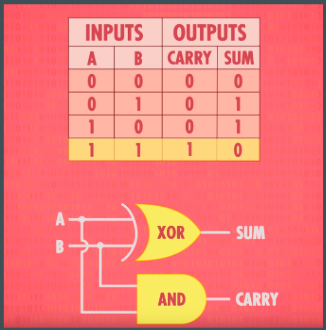 INPUTS OUTPUTS
A B CARRY SUM
0 0 0 0
0 1 0 1
1 0 0 1
1 1 1 0
A XOR SUM
B
AND CARRY